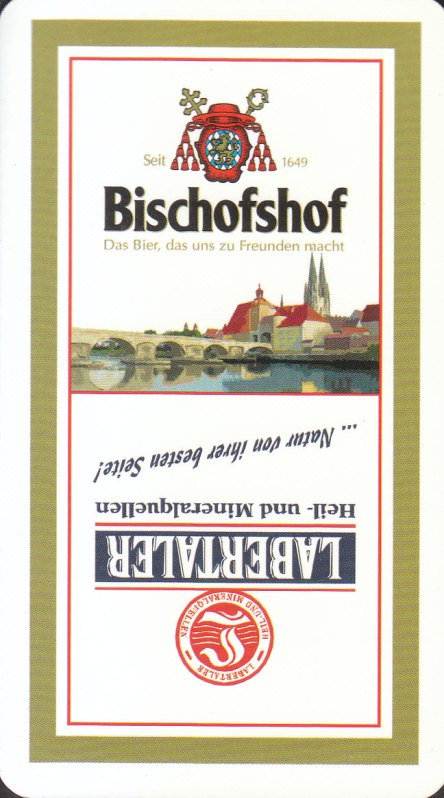 Seit 1649
Bischofshof
Das Bier, das uns zu Freunden macht
LABERTALER
HEIL- UND MINERALQUELLEN
LABERTALER
Heil- und Mineralquellen
... Natur von ihrer besten Seite!